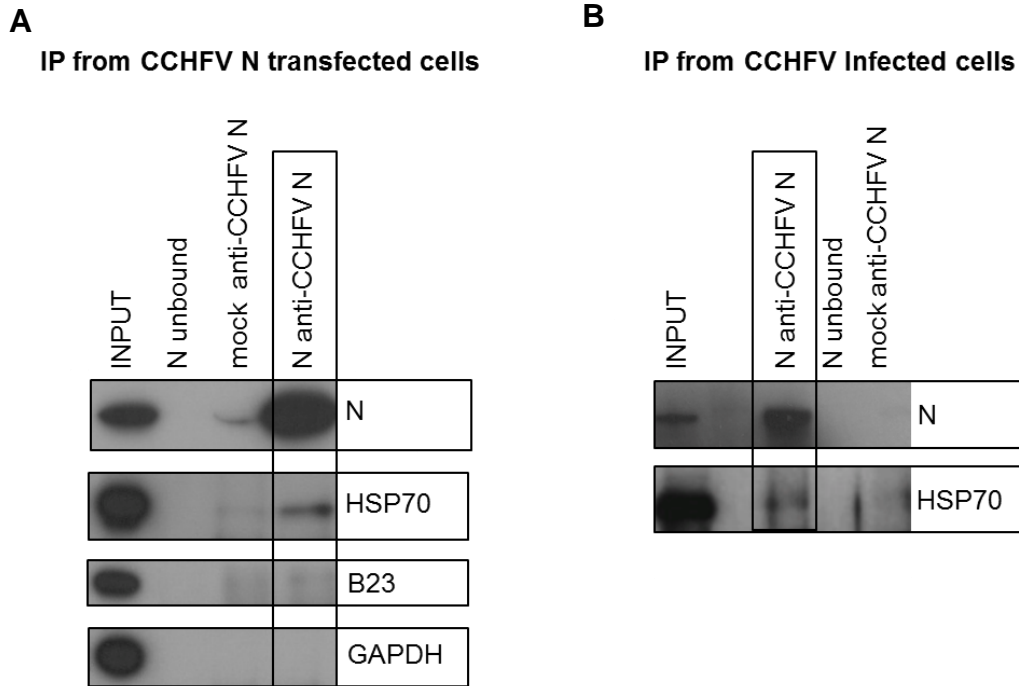 A
IP from CCHFV N transfected cells
INPUT
N unbound
mock anti-CCHFV N
N anti-CCHFV N
N
HSP70
B23
GAPDH
B
IP from CCHFV Infected cells
INPUT
N anti-CCHFV N
N unbound
mock anti-CCHFV N
N
HSP70